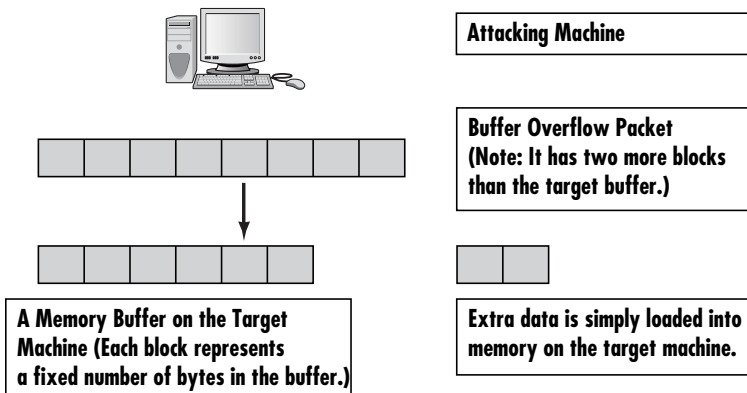 Attacking Machine
Buffer Overflow Packet
(Note: It has two more blocks
than the target buffer.)
A Memory Buffer on the Target
Machine (Each block represents
a fixed number of bytes in the buffer.)
Extra data is simply loaded into
memory on the target machine.